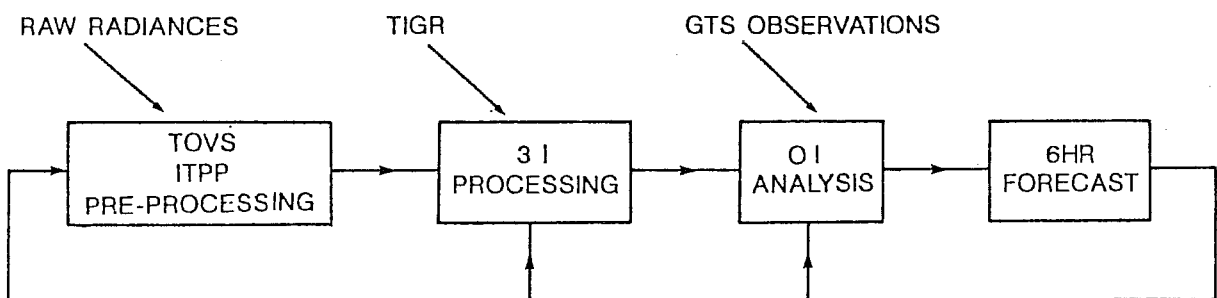 RAW RADIANCES
TIGR
GTS OBSERVATIONS
TOVS
ITPP
PRE-PROCESSING
3 I
PROCESSING
O I
ANALYSIS
6HR
FORECAST